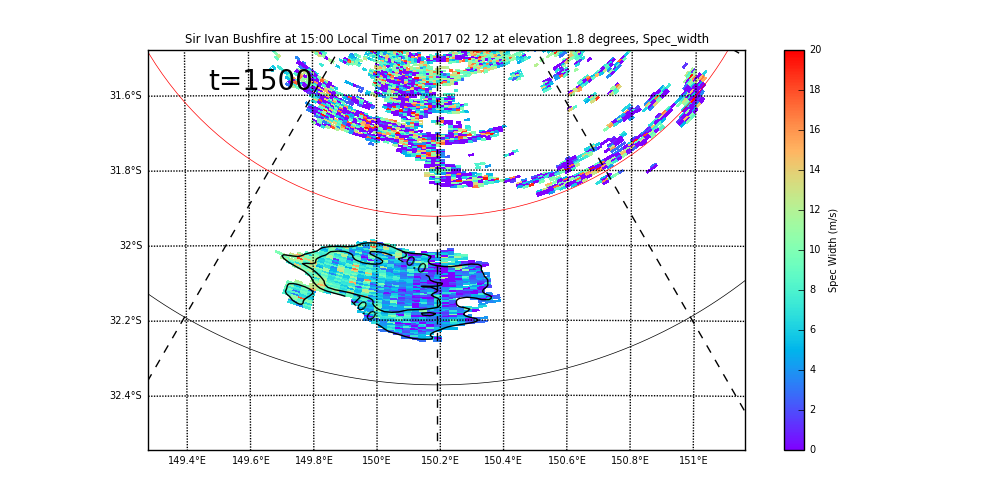 Sir Ivan Bushfire at 15:00 Local Time on 2017 02 12 at elevation 1.8 degrees, Spec_width
t=1500
31.6°S
31.8°S
32°S
32.2°S
32.4°S
149.4°E 149.6°E 149.8°E 150°E 150.2°E 150.4°E 150.6°E 150.8°E 151°E
20
18
16
14
12
10
8
6
4
2
0
Spec Width (m/s)